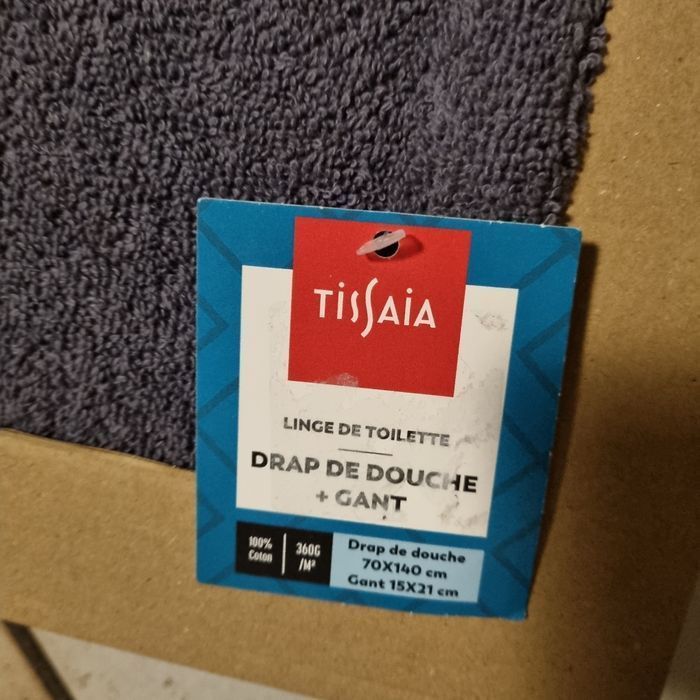 TiSSAiA
LINGE DE TOILETTE
DRAP DE DOUCHE
+ GANT
100%
Coton
360G
/M²
Drap de douche
70X140 cm
Gant 15X21 cm